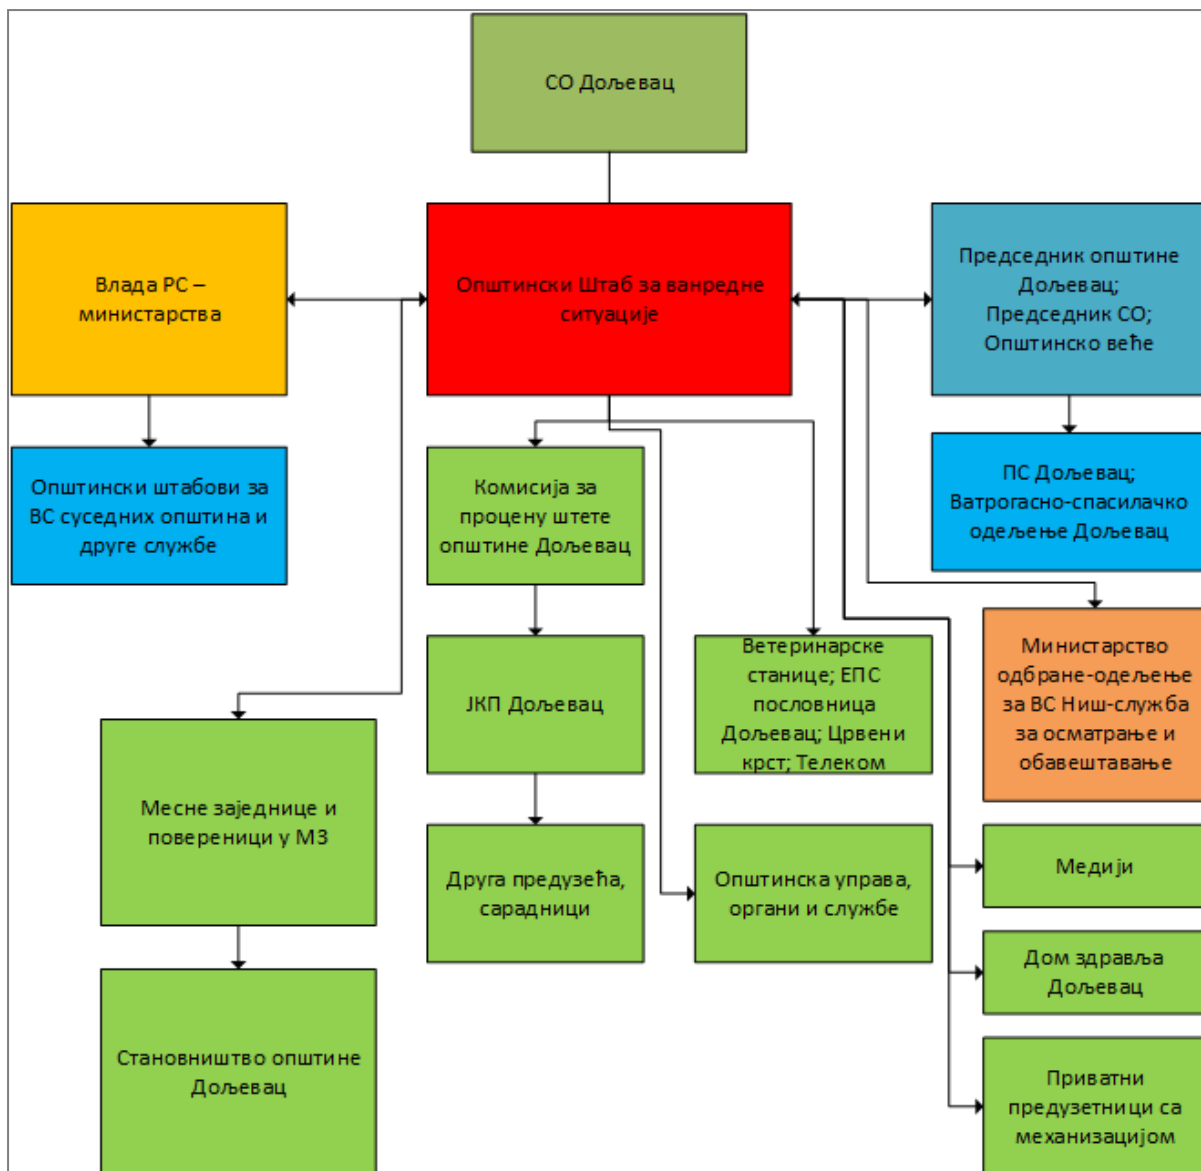 СО Дољевац
Влада РС –
министарства
Општински Штаб за ванредне
ситуације
Председник општине
Дољевац;
Председник СО;
Општинско веће
Општински штабови за
ВС суседних општина и
друге службе
Комисија за
процену штете
општине Дољевац
ПС Дољевац;
Ватрогасно-спасилачко
одељење Дољевац
ЈКП Дољевац
Ветеринарске
станице; ЕПС
пословница
Дољевац; Црвени
крст; Телеком
Министарство
одбране-одељење
за ВС Ниш-служба
за осматрање и
обавештавање
Месне заједнице и
повереници у МЗ
Друга предузећа,
сарадници
Општинска управа,
органи и службе
Медији
Дом здравља
Дољевац
Становништво општине
Дољевац
Приватни
предузетници са
механизацијом